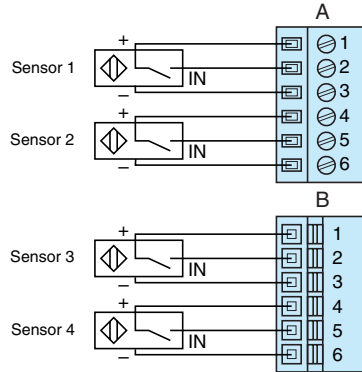 A
Sensor 1
+
–
IN
1
2
3
Sensor 2
+
–
IN
4
5
6
B
Sensor 3
+
–
IN
1
2
3
Sensor 4
+
–
IN
4
5
6